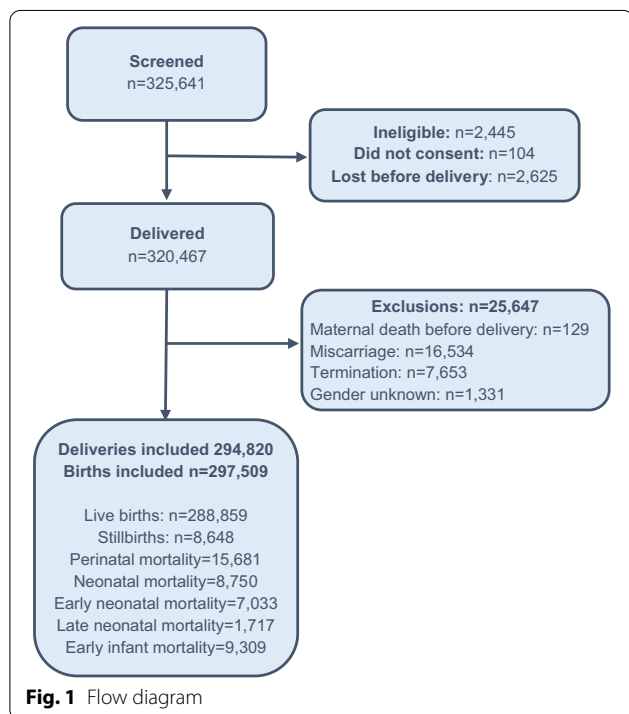 Screened
n=325,641
Ineligible: n=2,445
Did not consent: n=104
Lost before delivery: n=2,625
Delivered
n=320,467
Exclusions: n=25,647
Maternal death before delivery: n=129
Miscarriage: n=16,534
Termination: n=7,653
Gender unknown: n=1,331
Deliveries included 294,820
Births included n=297,509
Live births: n=288,859
Stillbirths: n=8,648
Perinatal mortality=15,681
Neonatal mortality=8,750
Early neonatal mortality=7,033
Late neonatal mortality=1,717
Early infant mortality=9,309
Fig. 1 Flow diagram